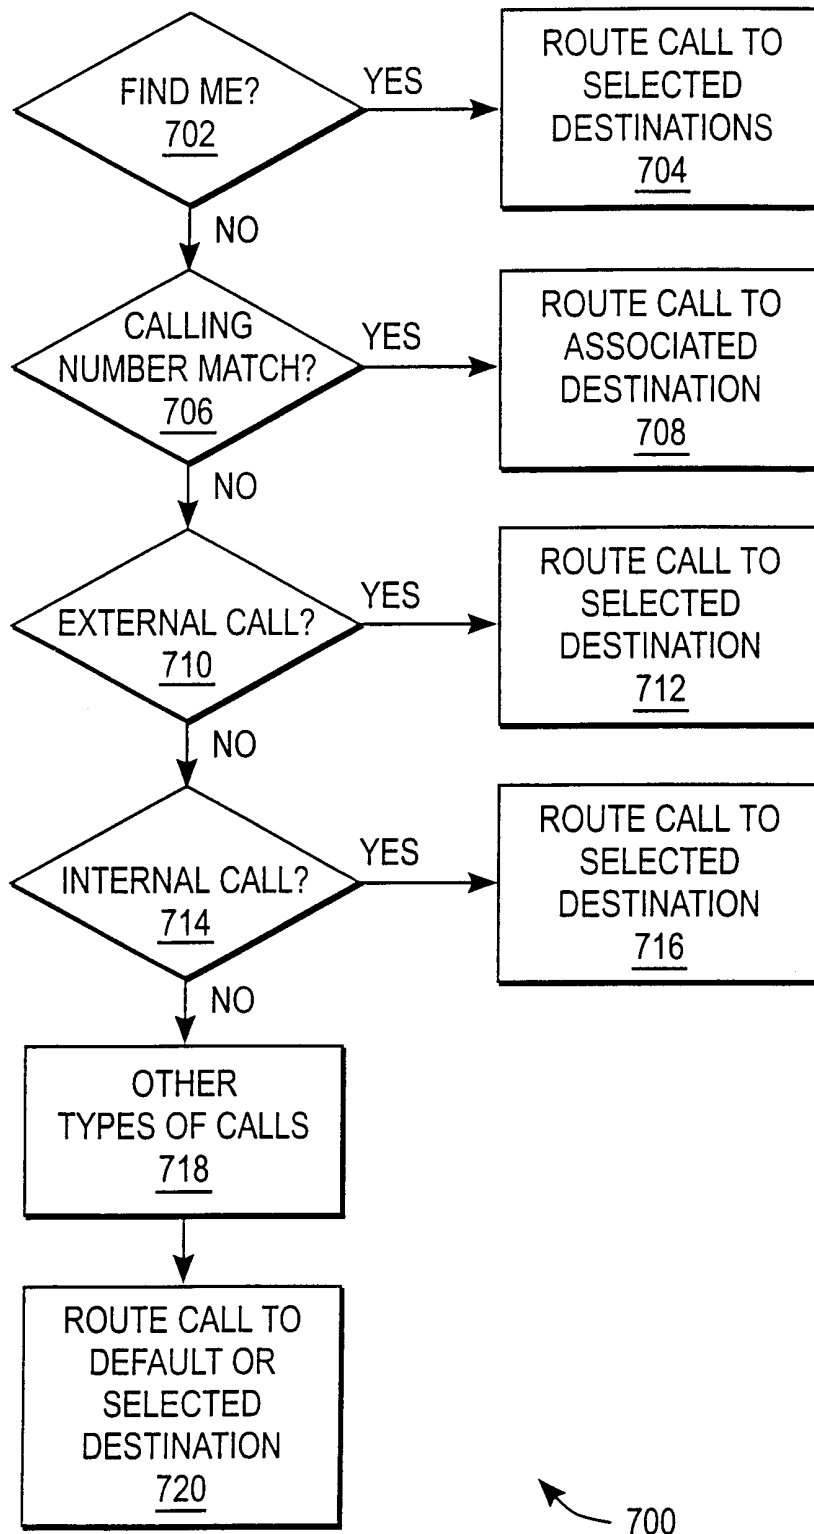 FIND ME?
702
YES
ROUTE CALL TO
SELECTED
DESTINATIONS
704
NO
CALLING
NUMBER MATCH?
706
YES
ROUTE CALL TO
ASSOCIATED
DESTINATION
708
NO
EXTERNAL CALL?
710
YES
ROUTE CALL TO
SELECTED
DESTINATION
712
NO
INTERNAL CALL?
714
YES
ROUTE CALL TO
SELECTED
DESTINATION
716
NO
OTHER
TYPES OF CALLS
718
ROUTE CALL TO
DEFAULT OR
SELECTED
DESTINATION
720
700